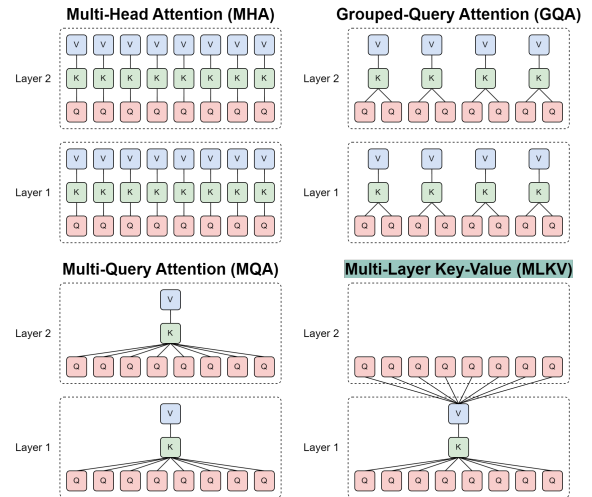 Multi-Head Attention (MHA)
Layer 2
V V V V V V V V
K K K K K K K K
Q Q Q Q Q Q Q Q
Layer 1
V V V V V V V V
K K K K K K K K
Q Q Q Q Q Q Q Q
Grouped-Query Attention (GQA)
Layer 2
V V V V
K K K K
Q Q Q Q Q Q Q Q
Layer 1
V V V V
K K K K
Q Q Q Q Q Q Q Q
Multi-Query Attention (MQA)
Layer 2
V
K
Q Q Q Q Q Q Q Q
Layer 1
V
K
Q Q Q Q Q Q Q Q
Multi-Layer Key-Value (MLKV)
Layer 2
Q Q Q Q Q Q Q Q
Layer 1
V
K
Q Q Q Q Q Q Q Q